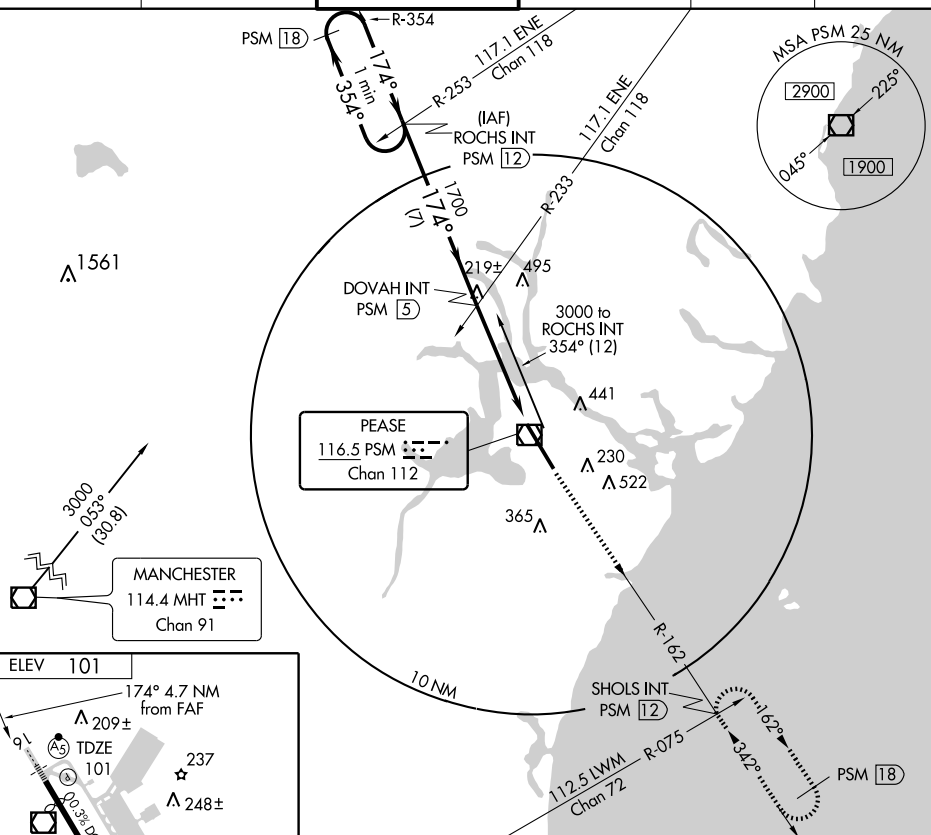 R-354
PSM 18
174°
1 min
354°
R-253
117.1 ENE
Chan 118
(IAF)
ROCHS INT
PSM 12
117.1 ENE
Chan 118
R-233
MSA PSM 25 NM
2900
225°
045°
1900
1700
174°
(7)
1561
219±
495
DOVAH INT
PSM 5
3000 to
ROCHS INT
354° (12)
441
PEASE
116.5 PSM
Chan 112
230
522
365
3000
053°
(30.8)
MANCHESTER
114.4 MHT
Chan 91
R-162
10 NM
SHOLS INT
PSM 12
162°
342°
R-075
112.5 LWM
Chan 72
PSM 18
ELEV 101
174° 4.7 NM
from FAF
209±
16
A5
TDZE
101
237
248±